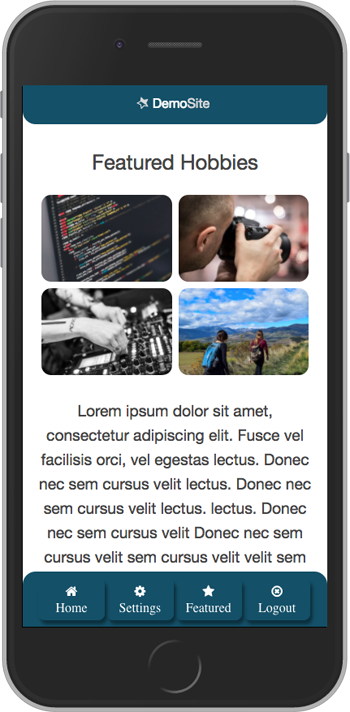 DemoSite
Featured Hobbies
Lorem ipsum dolor sit amet,
consectetur adipiscing elit. Fusce vel
facilisis orci, vel egestas lectus. Donec
nec sem cursus velit lectus. Donec nec
sem cursus velit lectus. lectus. Donec
nec sem cursus velit Donec nec sem
cursus velit sem cursus velit velit sem
Home Settings Featured Logout